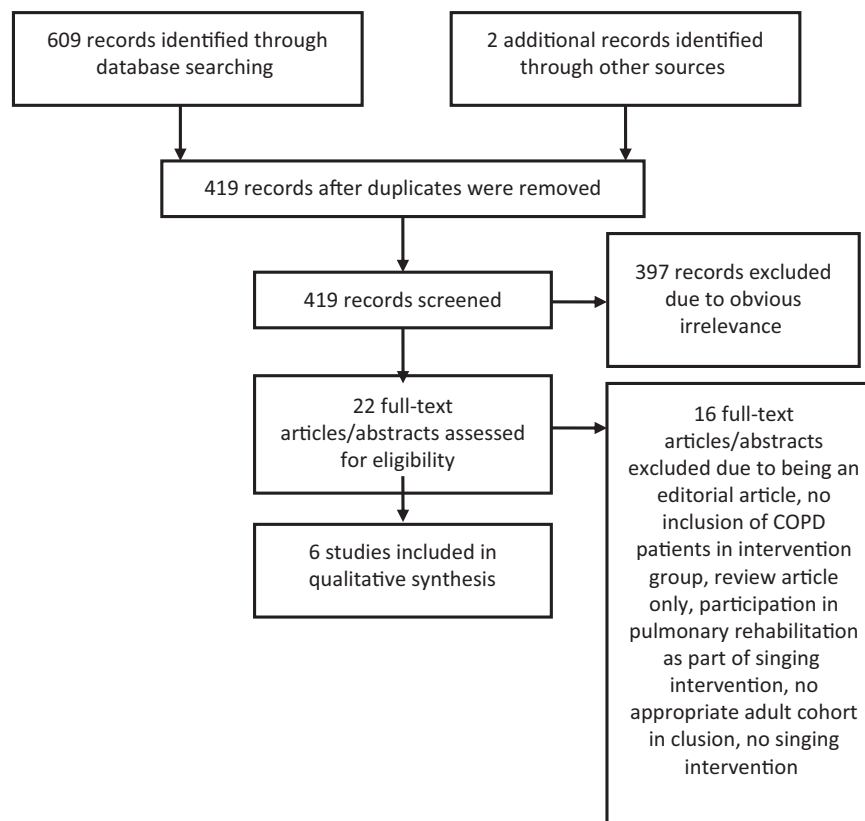 609 records identified through
database searching
2 additional records identified
through other sources
419 records after duplicates were removed
419 records screened
397 records excluded
due to obvious
irrelevance
22 full-text
articles/abstracts assessed
for eligibility
16 full-text
articles/abstracts
excluded due to being an
editorial article, no
inclusion of COPD
patients in intervention
group, review article
only, participation in
pulmonary rehabilitation
as part of singing
intervention, no
appropriate adult cohort
in clusion, no singing
intervention
6 studies included in
qualitative synthesis